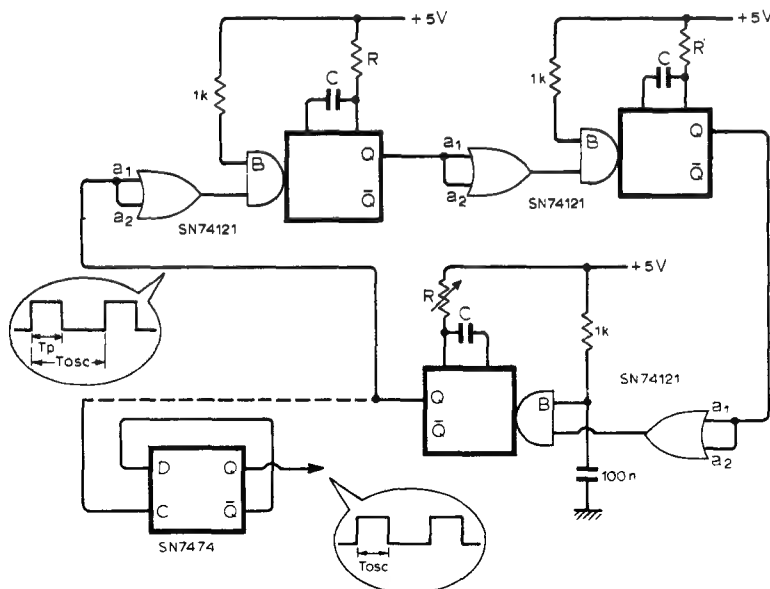 +5V
+5V
R
R
1k
C
1k
C
B
Q
Q̄
a1
a2
SN74121
B
Q
Q̄
a1
a2
SN74121
+5V
R
C
1k
SN74121
Tp
Tosc
Q
Q̄
B
a1
a2
100n
D
Q
C
Q̄
SN7474
Tosc